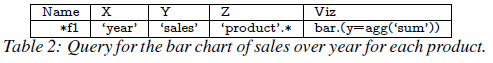 Name X Y Z Viz
*f1 ‘year’ ‘sales’ ‘product’.* bar.(y=agg(‘sum’))
Table 2: Query for the bar chart of sales over year for each product.